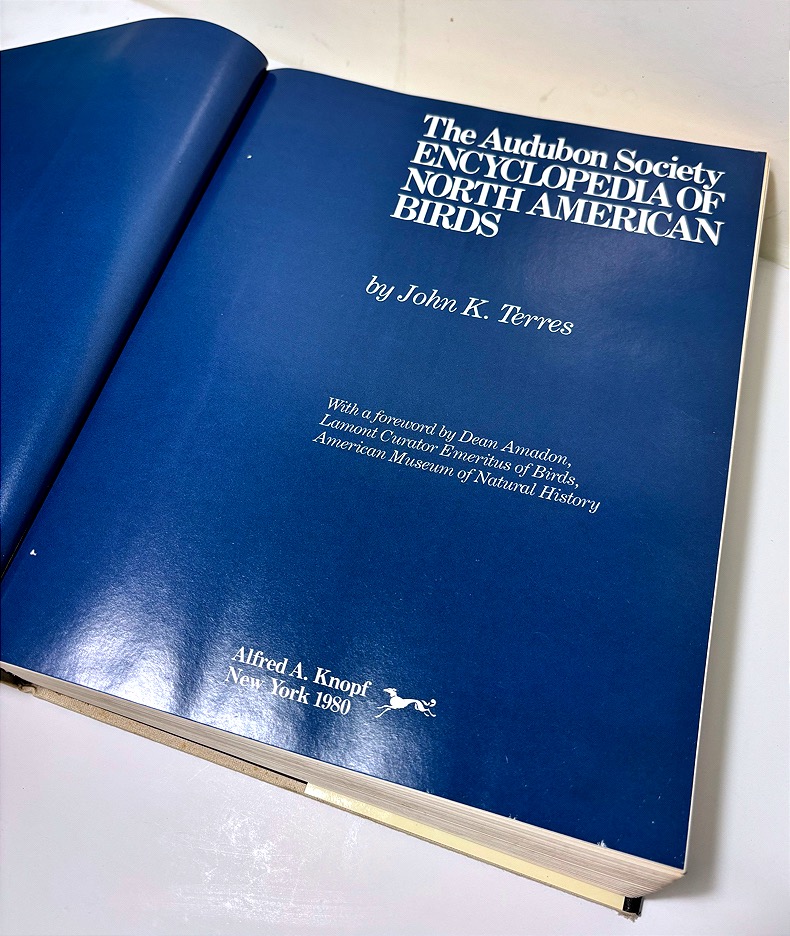 The Audubon Society
ENCYCLOPEDIA OF
NORTH AMERICAN
BIRDS
by John K. Terres
With a foreword by Dean Amadon,
Lamont Curator Emeritus of Birds,
American Museum of Natural History
Alfred A. Knopf
New York 1980